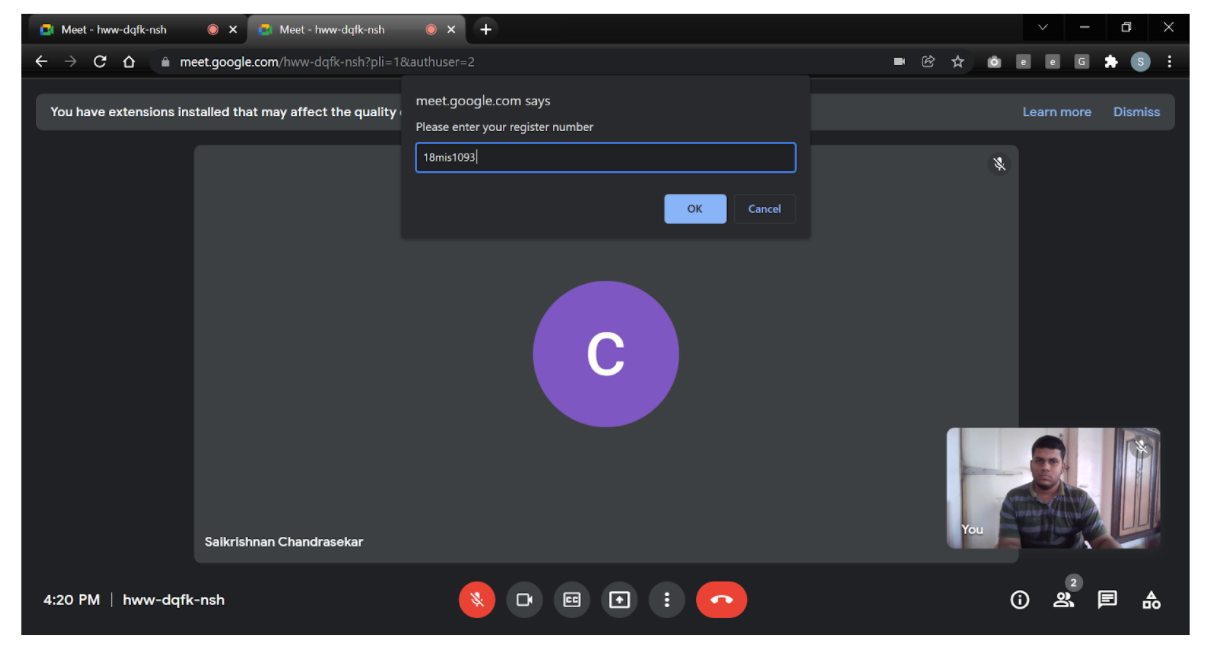 Meet - hww-dqfk-nsh
Meet - hww-dqfk-nsh
meet.google.com/hww-dqfk-nsh?pli=1&authuser=2
e
e
G
S
meet.google.com says
Please enter your register number
18mis1093
OK
Cancel
You have extensions installed that may affect the quality
Learn more
Dismiss
C
You
Saikrishnan Chandrasekar
4:20 PM | hww-dqfk-nsh
CC
2